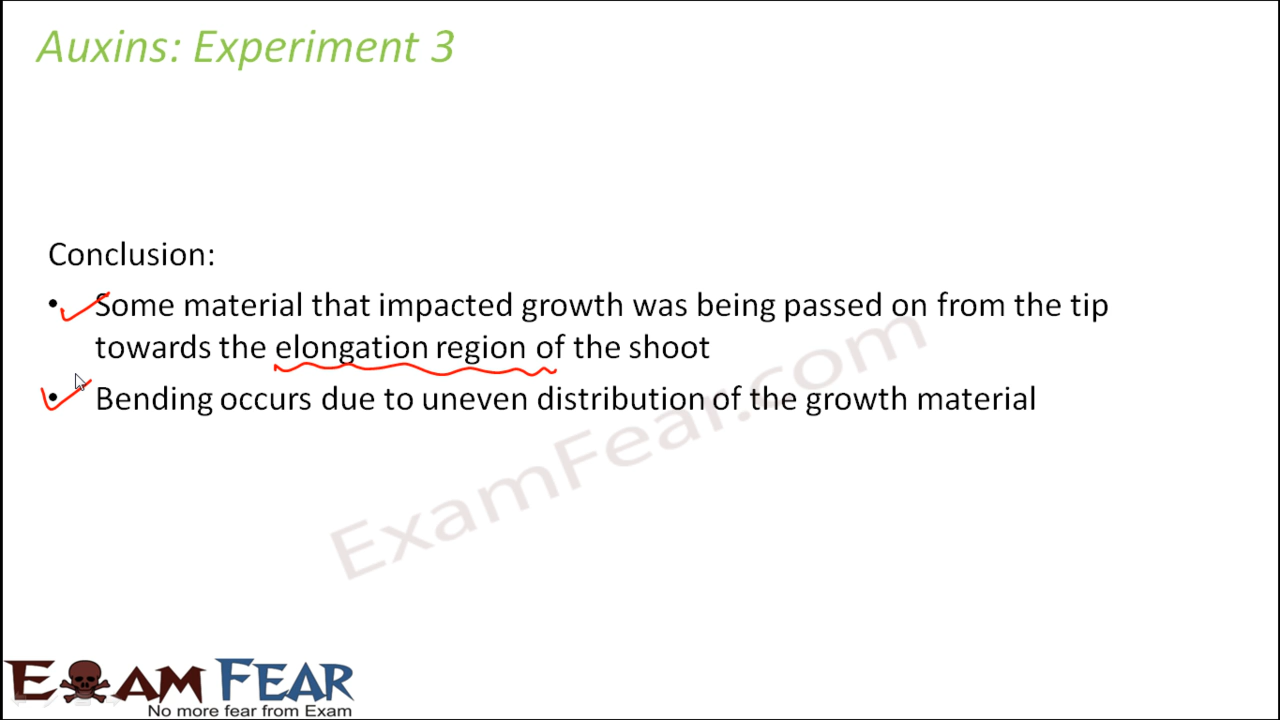 Auxins: Experiment 3
Conclusion:
• Some material that impacted growth was being passed on from the tip
towards the elongation region of the shoot
• Bending occurs due to uneven distribution of the growth material
ExamFear.com
EXAM FEAR
No more fear from Exam